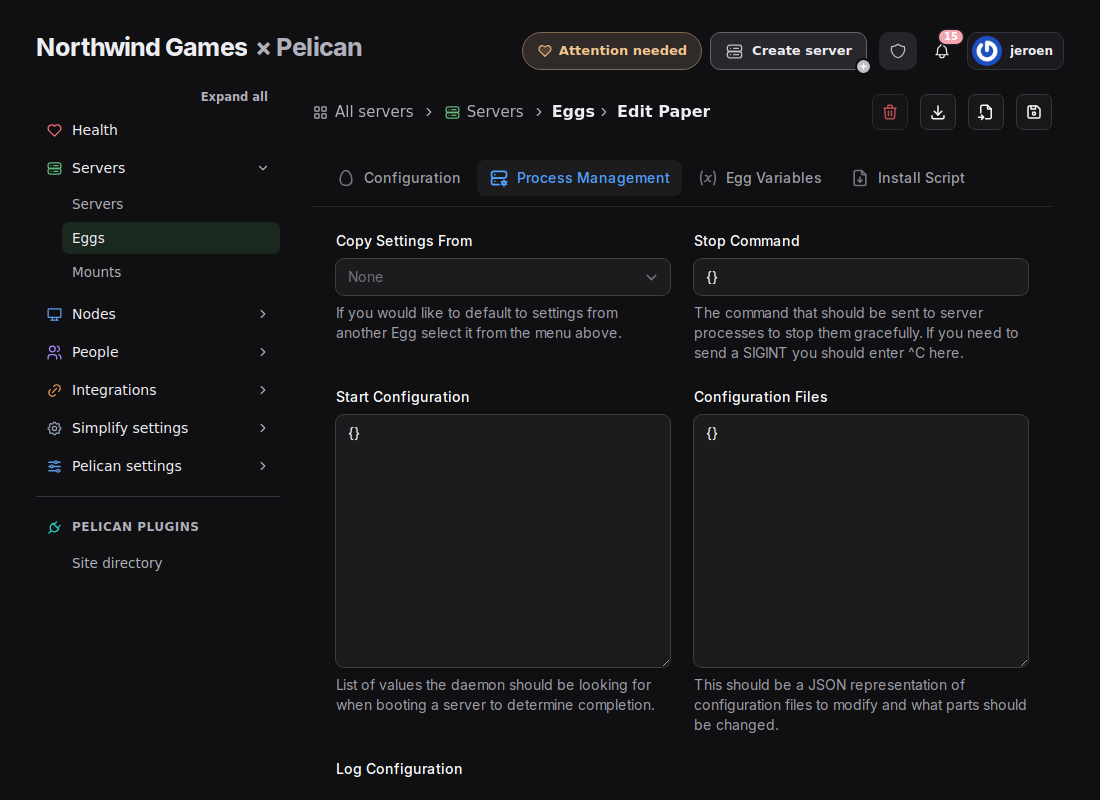 Northwind Games × Pelican
Attention needed
Create server
15
jeroen
Expand all
Health
Servers
Servers
Eggs
Mounts
Nodes
People
Integrations
Simplify settings
Pelican settings
PELICAN PLUGINS
Site directory
All servers > Servers > Eggs > Edit Paper
Configuration
Process Management
(x) Egg Variables
Install Script
Copy Settings From
None
If you would like to default to settings from
another Egg select it from the menu above.
Stop Command
{}
The command that should be sent to server
processes to stop them gracefully. If you need to
send a SIGINT you should enter ^C here.
Start Configuration
{}
List of values the daemon should be looking for
when booting a server to determine completion.
Configuration Files
{}
This should be a JSON representation of
configuration files to modify and what parts should
be changed.
Log Configuration